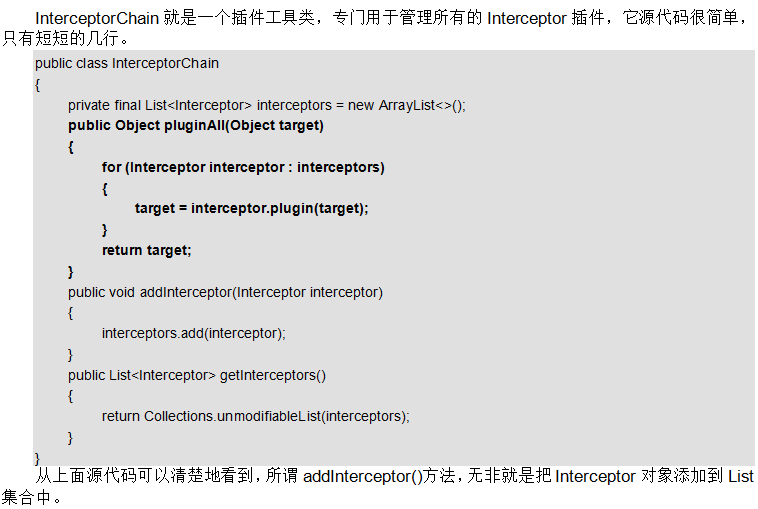 InterceptorChain 就是一个插件工具类，专门用于管理所有的 Interceptor 插件，它源代码很简单，
只有短短的几行。
public class InterceptorChain
{
private final List<Interceptor> interceptors = new ArrayList<>();
public Object pluginAll(Object target)
{
for (Interceptor interceptor : interceptors)
{
target = interceptor.plugin(target);
}
return target;
}
public void addInterceptor(Interceptor interceptor)
{
interceptors.add(interceptor);
}
public List<Interceptor> getInterceptors()
{
return Collections.unmodifiableList(interceptors);
}
}
从上面源代码可以清楚地看到，所谓 addInterceptor()方法，无非就是把 Interceptor 对象添加到 List
集合中。